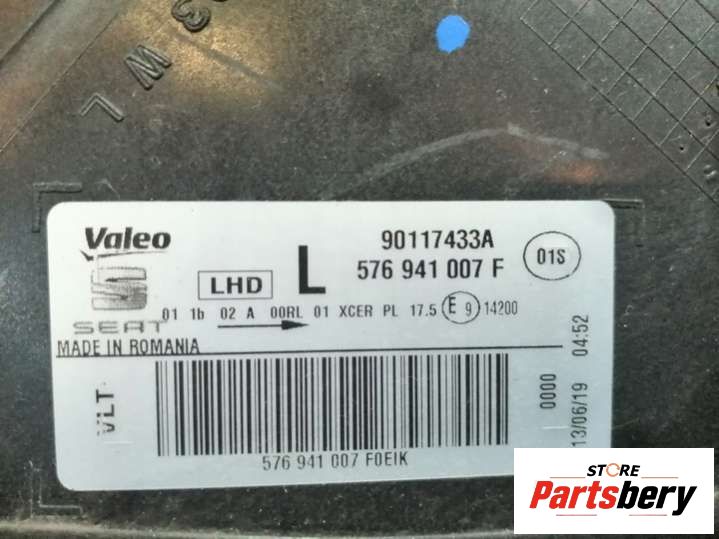 Valeo
SEAT
LHD
L
90117433A
576 941 007 F
01S
01 1b 02 A 00RL 01 XCER PL 17.5 E 9 14200
MADE IN ROMANIA
VLT
576 941 007 F0EIK
0000
13/06/19 04:52
STORE
Partsbery